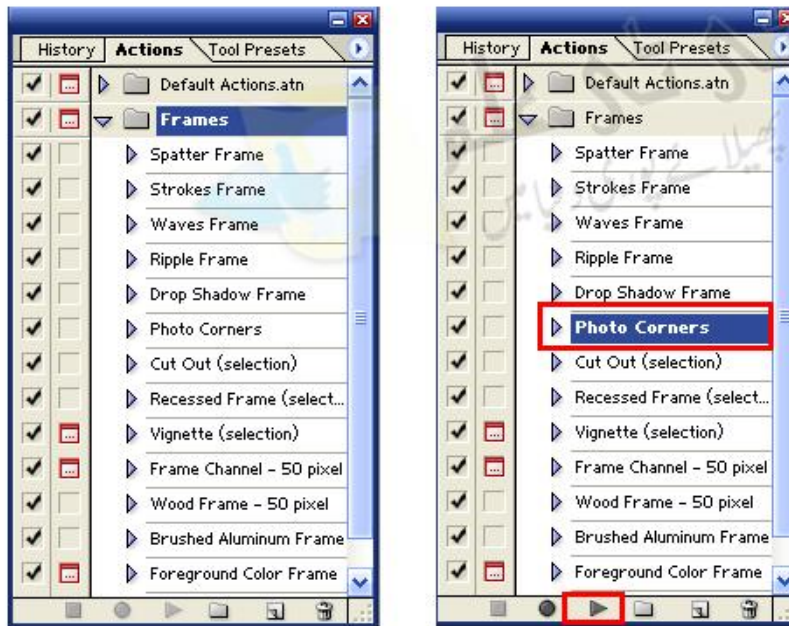 History Actions Tool Presets
Default Actions.atn
Frames
Spatter Frame
Strokes Frame
Waves Frame
Ripple Frame
Drop Shadow Frame
Photo Corners
Cut Out (selection)
Recessed Frame (select...
Vignette (selection)
Frame Channel - 50 pixel
Wood Frame - 50 pixel
Brushed Aluminum Frame
Foreground Color Frame
History Actions Tool Presets
Default Actions.atn
Frames
Spatter Frame
Strokes Frame
Waves Frame
Ripple Frame
Drop Shadow Frame
Photo Corners
Cut Out (selection)
Recessed Frame (select...
Vignette (selection)
Frame Channel - 50 pixel
Wood Frame - 50 pixel
Brushed Aluminum Frame
Foreground Color Frame